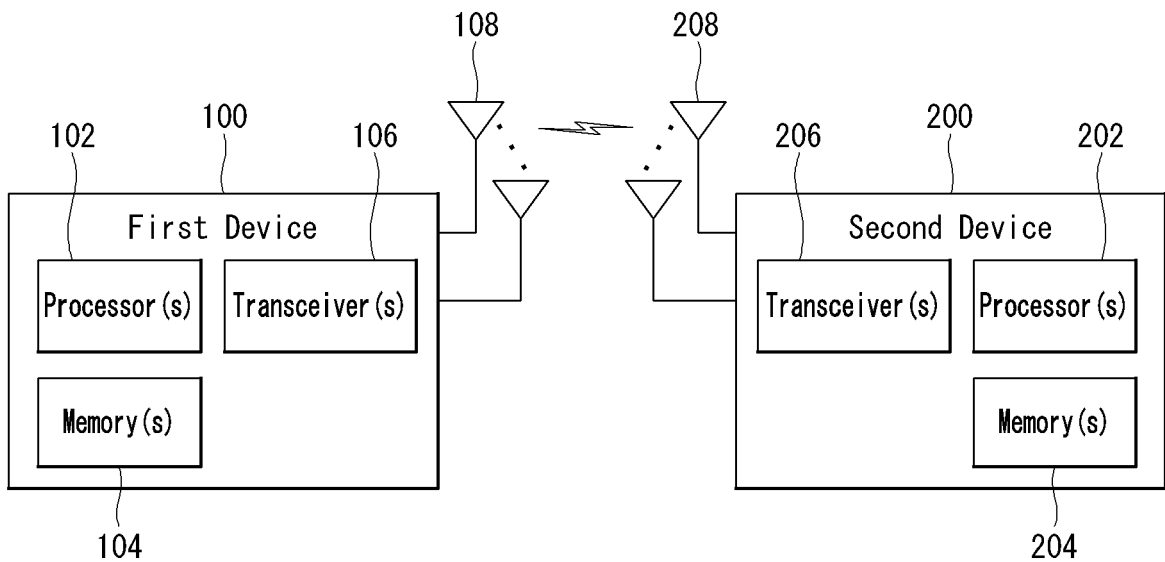 108 208
100 200
102 106 206 202
First Device Second Device
Processor(s) Transceiver(s) Transceiver(s) Processor(s)
Memory(s) Memory(s)
104 204